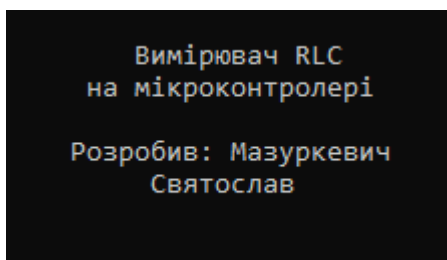 Вимірювач RLC
на мікроконтролері
Розробив: Мазуркевич
Святослав